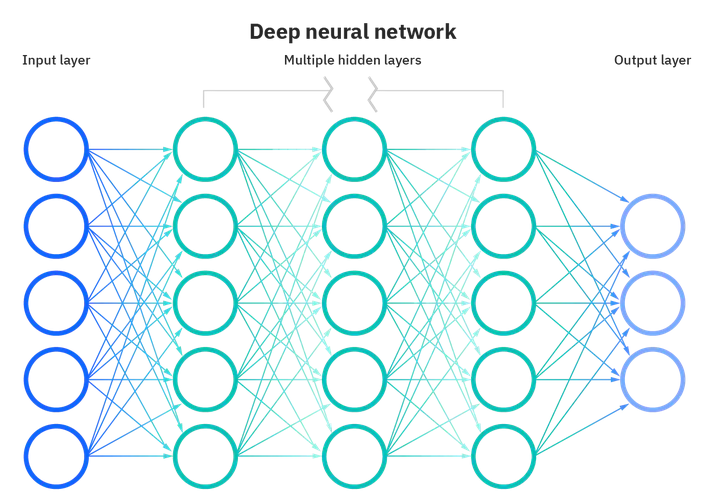 Deep neural network
Input layer
Multiple hidden layers
Output layer